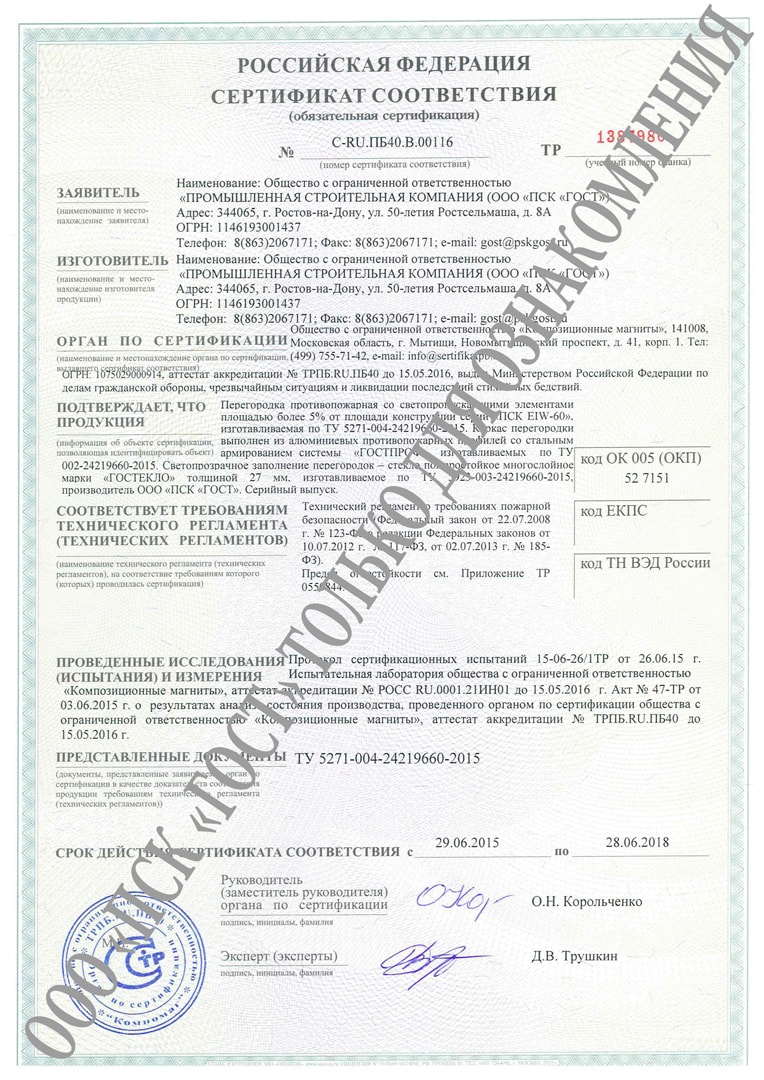 РОССИЙСКАЯ ФЕДЕРАЦИЯ
СЕРТИФИКАТ СООТВЕТСТВИЯ
(обязательная сертификация)
№ С-RU.ПБ40.В.00116
(номер сертификата соответствия)
ТР 138798
(учетный номер бланка)
ЗАЯВИТЕЛЬ
(наименование и место-
нахождение заявителя)
Наименование: Общество с ограниченной ответственностью
«ПРОМЫШЛЕННАЯ СТРОИТЕЛЬНАЯ КОМПАНИЯ (ООО «ПСК «ГОСТ»)
Адрес: 344065, г. Ростов-на-Дону, ул. 50-летия Ростсельмаша, д. 8А
ОГРН: 1146193001437
Телефон: 8(863)2067171; Факс: 8(863)2067171; e-mail: gost@pskgost.ru
ИЗГОТОВИТЕЛЬ
(наименование и место-
нахождение изготовителя
продукции)
Наименование: Общество с ограниченной ответственностью
«ПРОМЫШЛЕННАЯ СТРОИТЕЛЬНАЯ КОМПАНИЯ (ООО «ПСК «ГОСТ»)
Адрес: 344065, г. Ростов-на-Дону, ул. 50-летия Ростсельмаша, д. 8А
ОГРН: 1146193001437
Телефон: 8(863)2067171; Факс: 8(863)2067171; e-mail: gost@pskgost.ru
ОРГАН ПО СЕРТИФИКАЦИИ
(наименование и местонахождение органа по сертификации,
выдавшего сертификат соответствия)
Общество с ограниченной ответственностью «Композиционные магниты», 141008,
Московская область, г. Мытищи, Новомытищинский проспект, д. 41, корп. 1. Тел:
(499) 755-71-42, e-mail:
ОГРН: 1075029000914, аттестат аккредитации № ТРПБ.RU.ПБ40 до 15.05.2016, выдан Министерством Российской Федерации по
делам гражданской обороны, чрезвычайным ситуациям и ликвидации последствий стихийных бедствий.
ПОДТВЕРЖДАЕТ, ЧТО
ПРОДУКЦИЯ
(информация об объекте сертификации,
позволяющая идентифицировать объект)
Перегородка противопожарная со светопропускающими элементами
площадью более 5% от площади конструкции серии «ПСК EIW-60»,
изготавливаемая по ТУ 5271-004-24219660-2015. Каркас перегородки
выполнен из алюминиевых противопожарных профилей со стальным
армированием системы «ГОСТПРОФ» изготавливаемых по ТУ
002-24219660-2015. Светопрозрачное заполнение перегородок – стекло пожаростойкое многослойное
марки «ГОСТЕКЛО» толщиной 27 мм, изготавливаемое по ТУ 5923-003-24219660-2015,
производитель ООО «ПСК «ГОСТ». Серийный выпуск.
код ОК 005 (ОКП)
52 7151
код ЕКПС
код ТН ВЭД России
СООТВЕТСТВУЕТ ТРЕБОВАНИЯМ
ТЕХНИЧЕСКОГО РЕГЛАМЕНТА
(ТЕХНИЧЕСКИХ РЕГЛАМЕНТОВ)
(наименование технического регламента (технических
регламентов), на соответствие требованиям которого
(которых) проводилась сертификация)
Технический регламент о требованиях пожарной
безопасности (Федеральный закон от 22.07.2008
г. № 123-ФЗ в редакции Федеральных законов от
10.07.2012 г. № 117-ФЗ, от 02.07.2013 г. № 185-
ФЗ).
Предел огнестойкости см. Приложение ТР
ПРОВЕДЕННЫЕ ИССЛЕДОВАНИЯ
(ИСПЫТАНИЯ) И ИЗМЕРЕНИЯ
Протокол сертификационных испытаний 15-06-26/1ТР от 26.06.15 г.
Испытательная лаборатория общества с ограниченной ответственностью
«Композиционные магниты», аттестат аккредитации № РОСС RU.0001.21ИН01 до 15.05.2016 г. Акт № 47-ТР от
03.06.2015 г. о результатах анализа состояния производства, проведенного органом по сертификации общества с
ограниченной ответственностью «Композиционные магниты», аттестат аккредитации № ТРПБ.RU.ПБ40 до
15.05.2016 г.
ПРЕДСТАВЛЕННЫЕ ДОКУМЕНТЫ
ТУ 5271-004-24219660-2015
(документы, представленные заявителем в орган по
сертификации в качестве доказательств соответствия
продукции требованиям технического регламента
(технических регламентов))
СРОК ДЕЙСТВИЯ СЕРТИФИКАТА СООТВЕТСТВИЯ с 29.06.2015 по 28.06.2018
Руководитель
(заместитель руководителя)
органа по сертификации
подпись, инициалы, фамилия
О.Н. Корольченко
Эксперт (эксперты)
подпись, инициалы, фамилия
Д.В. Трушкин
ТРПБ.RU.ПБ40
ТР
по сертификации
"Компомаг"
ООО «ПСК «ГОСТ» ТОЛЬКО ДЛЯ ОЗНАКОМЛЕНИЯ